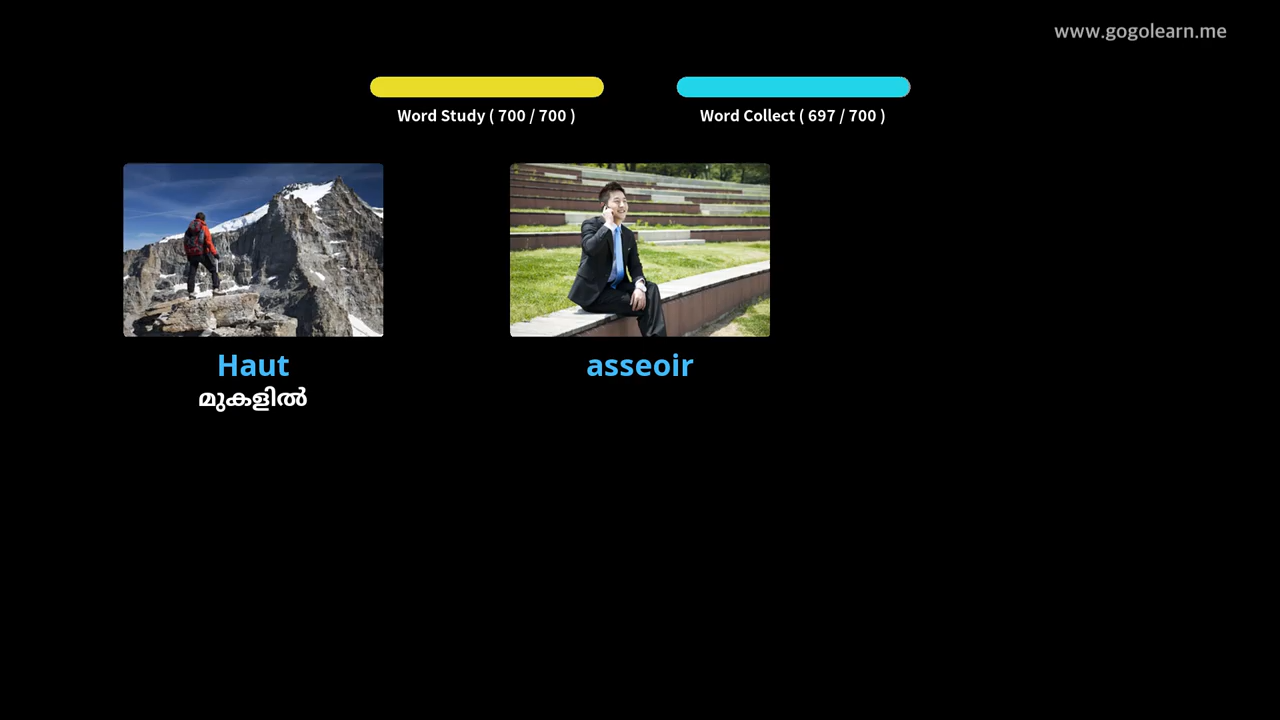 www.gogolearn.me
Word Study ( 700 / 700 )
Word Collect ( 697 / 700 )
Haut
മുകളിൽ
asseoir